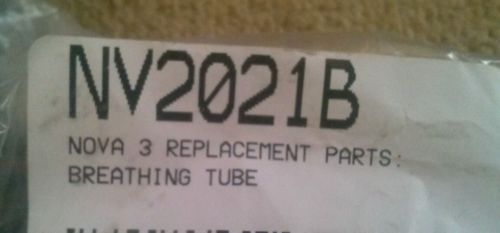 NV2021B
NOVA 3 REPLACEMENT PARTS:
BREATHING TUBE